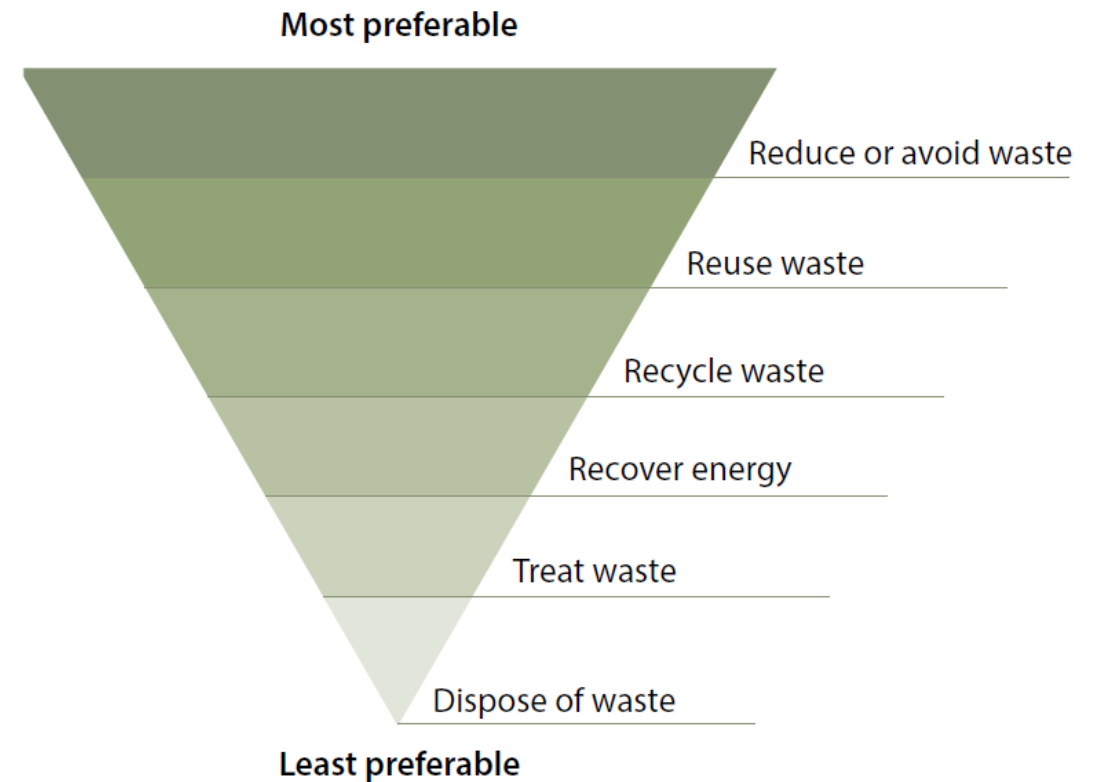 Most preferable
Reduce or avoid waste
Reuse waste
Recycle waste
Recover energy
Treat waste
Dispose of waste
Least preferable